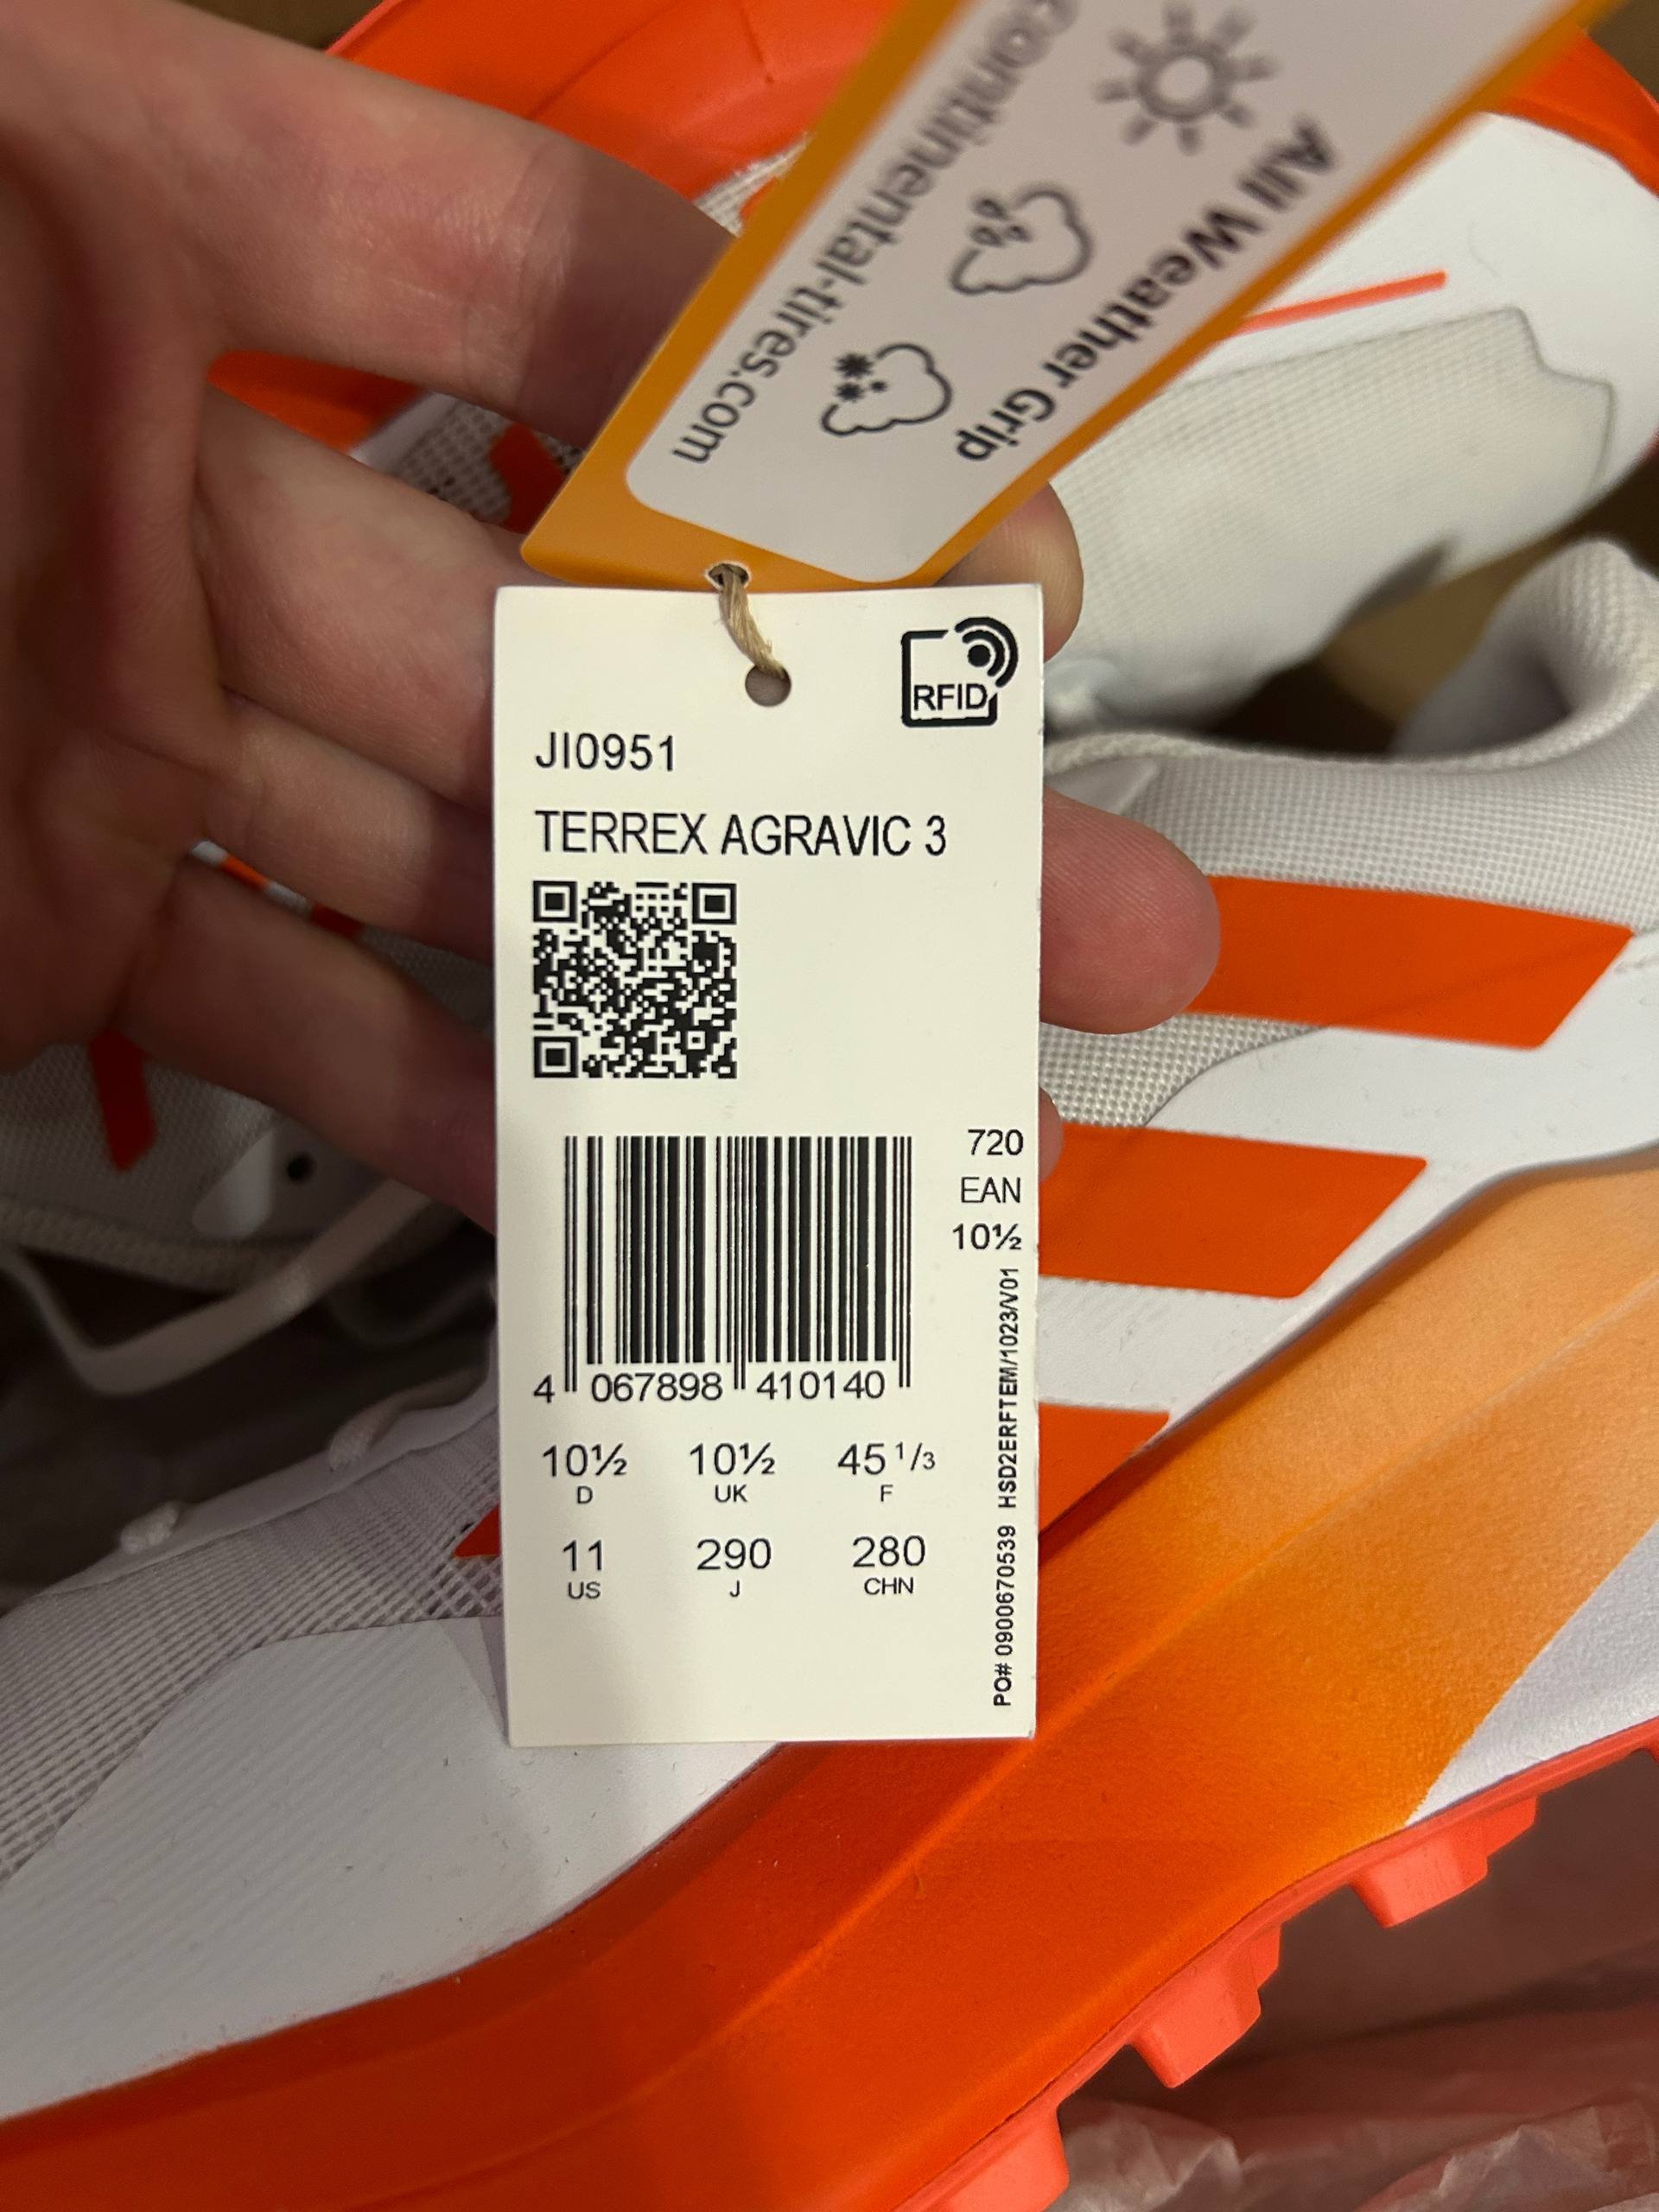 Continental-tires.com
All Weather Grip
RFID
JI0951
TERREX AGRAVIC 3
720
EAN
10½
4 067898 410140
10½ 10½ 45 1/3
D UK F
11 290 280
US J CHN
PO# 0900670539 HSD2ERFTEM/1023/V01